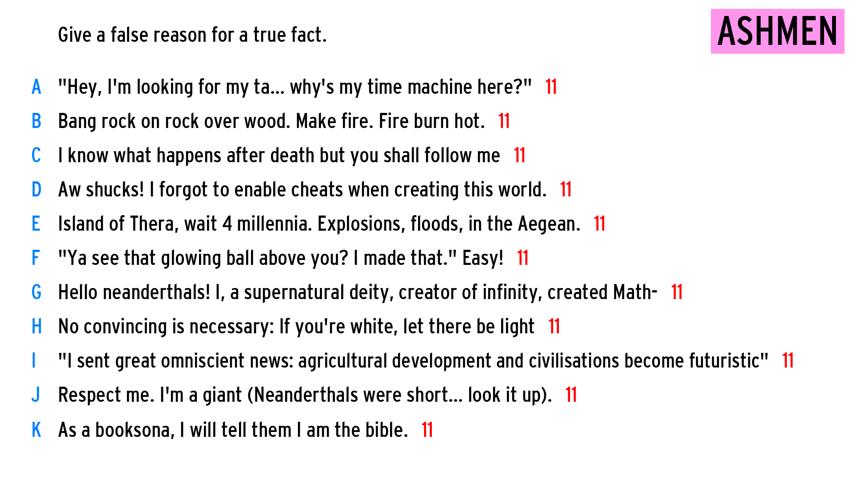 Give a false reason for a true fact.
ASHMEN
A "Hey, I'm looking for my ta... why's my time machine here?" 11
B Bang rock on rock over wood. Make fire. Fire burn hot. 11
C I know what happens after death but you shall follow me 11
D Aw shucks! I forgot to enable cheats when creating this world. 11
E Island of Thera, wait 4 millennia. Explosions, floods, in the Aegean. 11
F "Ya see that glowing ball above you? I made that." Easy! 11
G Hello neanderthals! I, a supernatural deity, creator of infinity, created Math- 11
H No convincing is necessary: If you're white, let there be light 11
I "I sent great omniscient news: agricultural development and civilisations become futuristic" 11
J Respect me. I'm a giant (Neanderthals were short... look it up). 11
K As a booksona, I will tell them I am the bible. 11